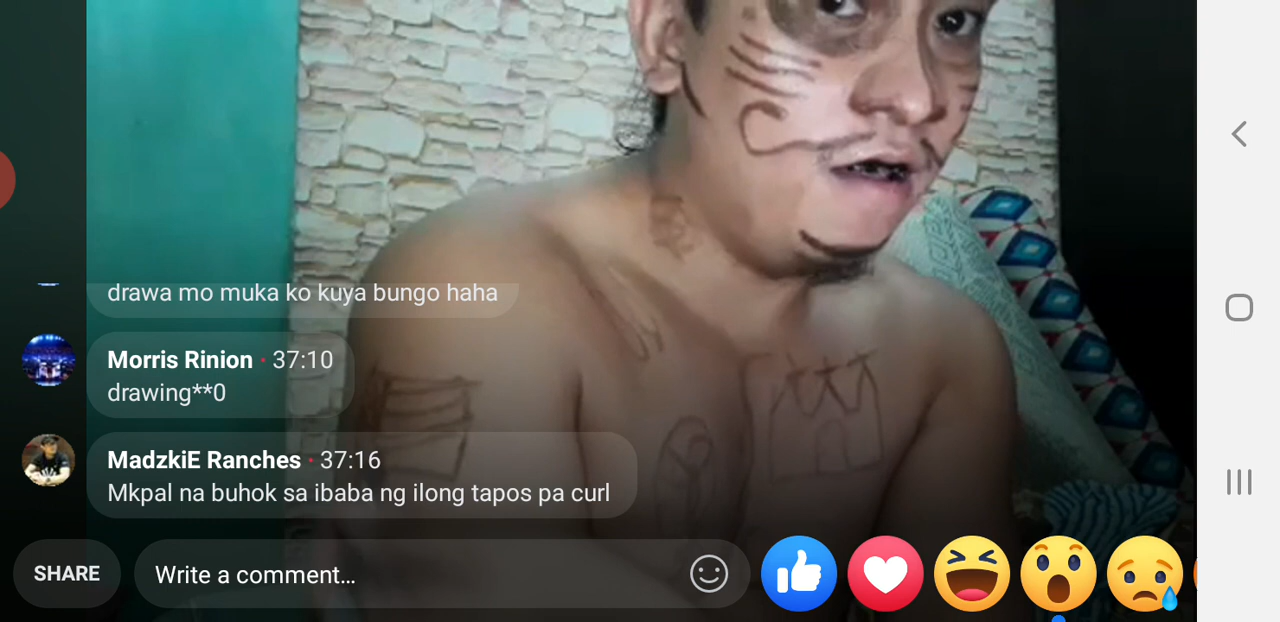 drawa mo muka ko kuya bungo haha
Morris Rinion · 37:10
drawing**0
MadzkiE Ranches · 37:16
Mkpal na buhok sa ibaba ng ilong tapos pa curl
SHARE
Write a comment...